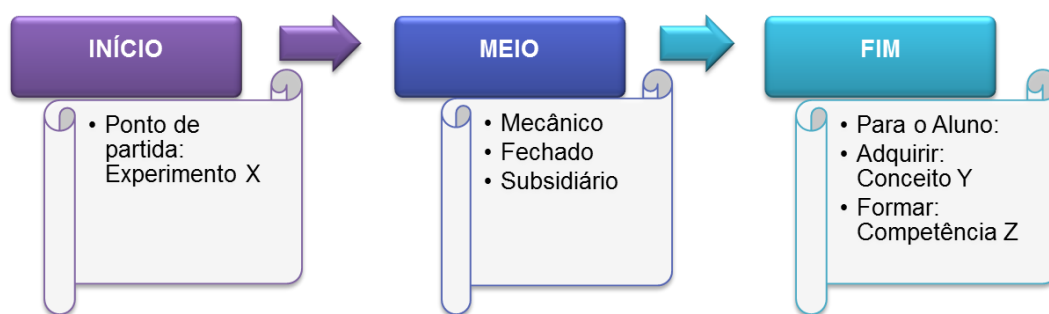 INÍCIO
• Ponto de
partida:
Experimento X
MEIO
• Mecânico
• Fechado
• Subsidiário
FIM
• Para o Aluno:
• Adquirir:
Conceito Y
• Formar:
Competência Z